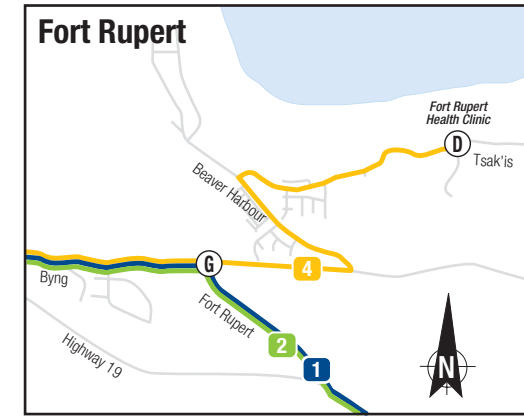 Fort Rupert
Fort Rupert
Health Clinic
D
Tsak'is
Beaver Harbour
G
4
Byng
Fort Rupert
2
1
Highway 19
N